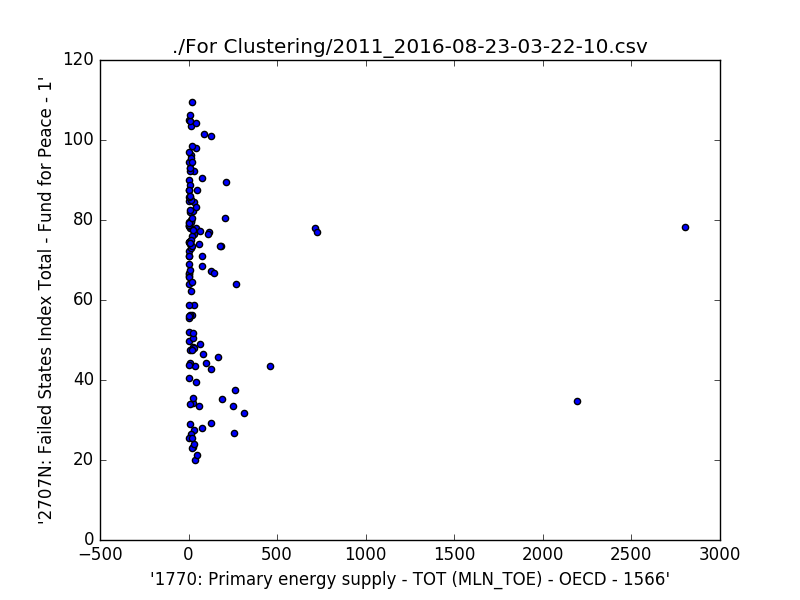 ./For Clustering/2011_2016-08-23-03-22-10.csv
'2707N: Failed States Index Total - Fund for Peace - 1'
120
100
80
60
40
20
0
−500 0 500 1000 1500 2000 2500 3000
'1770: Primary energy supply - TOT (MLN_TOE) - OECD - 1566'